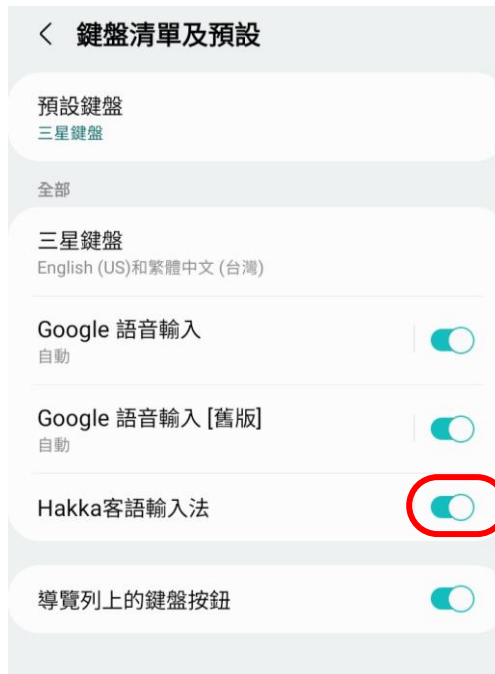 鍵盤清單及預設
預設鍵盤
三星鍵盤
全部
三星鍵盤
English (US)和繁體中文 (台灣)
Google 語音輸入
自動
Google 語音輸入 [舊版]
自動
Hakka客語輸入法
導覽列上的鍵盤按鈕